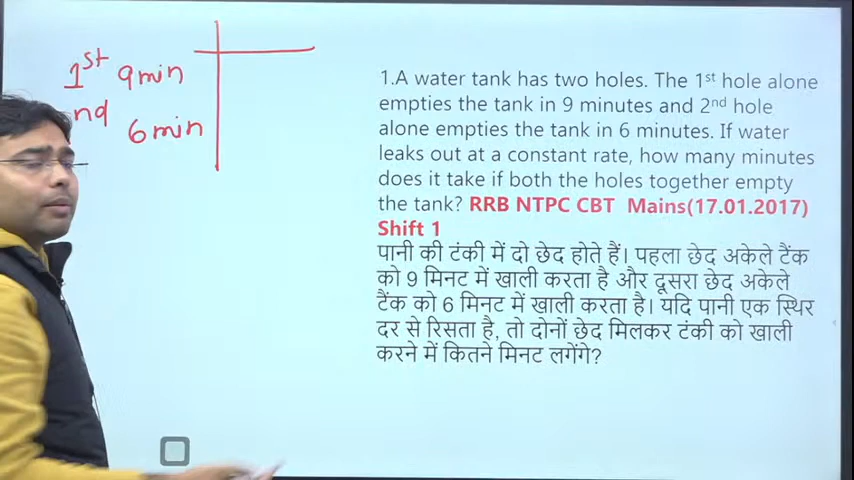 1st 9min
nd
6min
1.A water tank has two holes. The 1st hole alone
empties the tank in 9 minutes and 2nd hole
alone empties the tank in 6 minutes. If water
leaks out at a constant rate, how many minutes
does it take if both the holes together empty
the tank? RRB NTPC CBT Mains(17.01.2017)
Shift 1
पानी की टंकी में दो छेद होते हैं। पहला छेद अकेले टैंक
को 9 मिनट में खाली करता है और दूसरा छेद अकेले
टैंक को 6 मिनट में खाली करता है। यदि पानी एक स्थिर
दर से रिसता है, तो दोनों छेद मिलकर टंकी को खाली
करने में कितने मिनट लगेंगे?